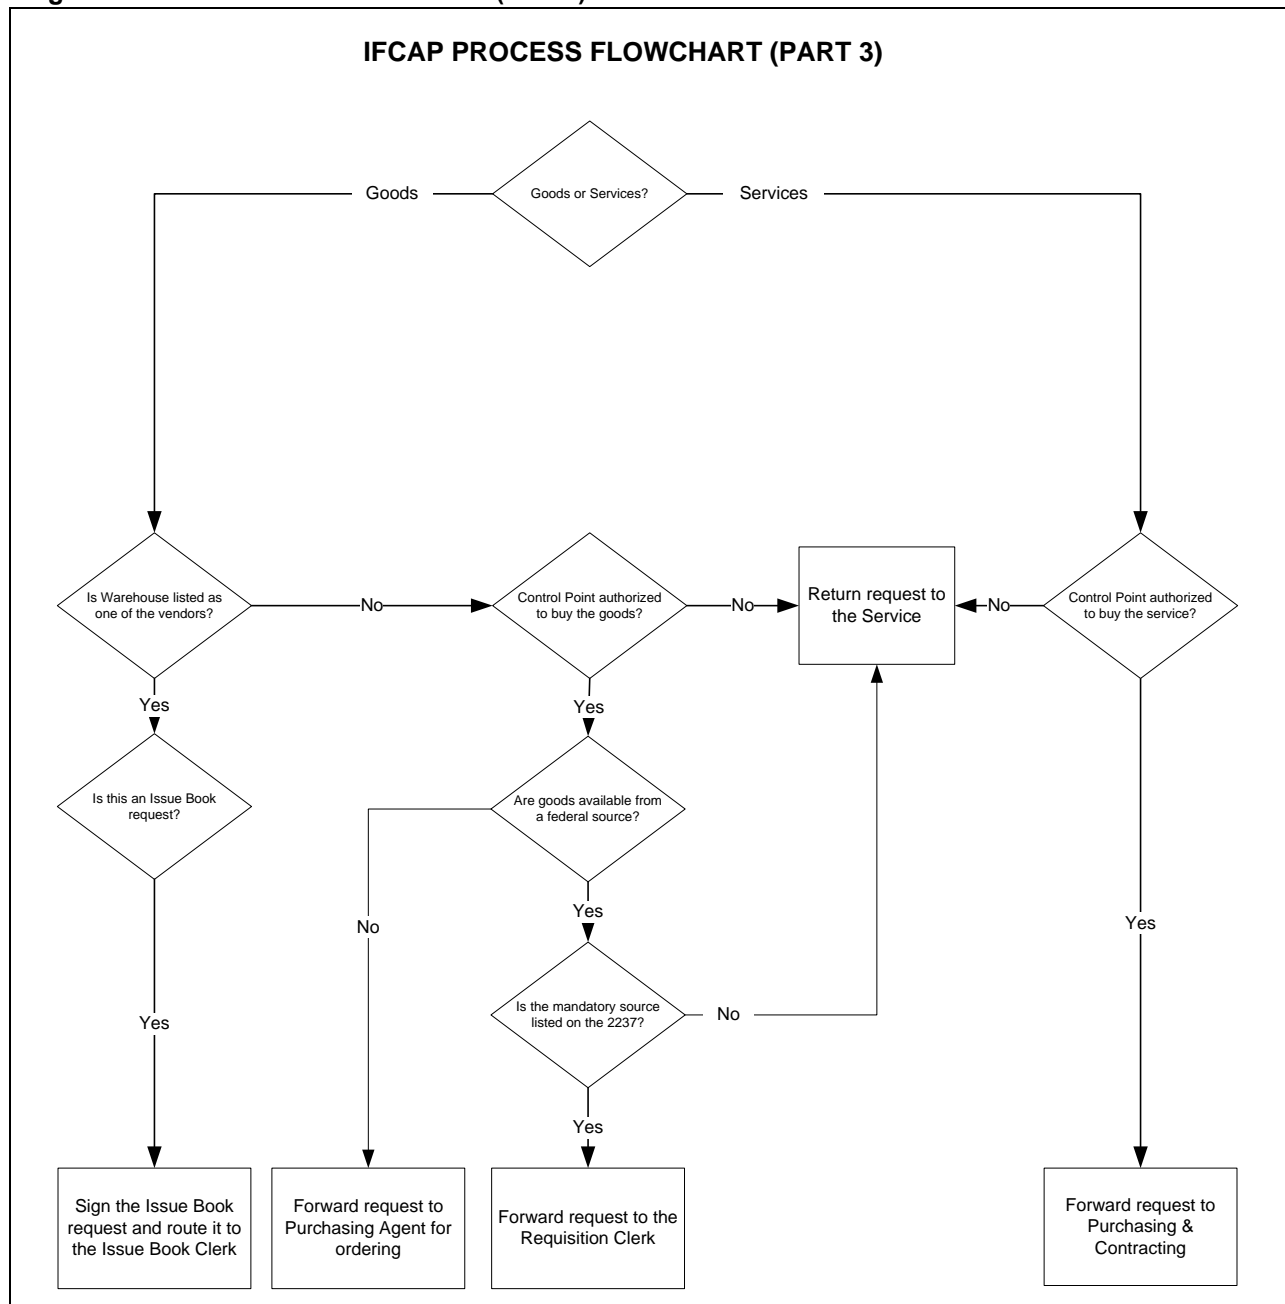 IFCAP PROCESS FLOWCHART (PART 3)
Goods
Goods or Services?
Services
Is Warehouse listed as
one of the vendors?
No
Control Point authorized
to buy the goods?
No
Return request to
the Service
No
Control Point authorized
to buy the service?
Yes
Yes
Is this an Issue Book
request?
Are goods available from
a federal source?
Yes
No
Yes
Is the mandatory source
listed on the 2237?
No
Yes
Yes
Sign the Issue Book
request and route it to
the Issue Book Clerk
Forward request to
Purchasing Agent for
ordering
Forward request to the
Requisition Clerk
Forward request to
Purchasing &
Contracting